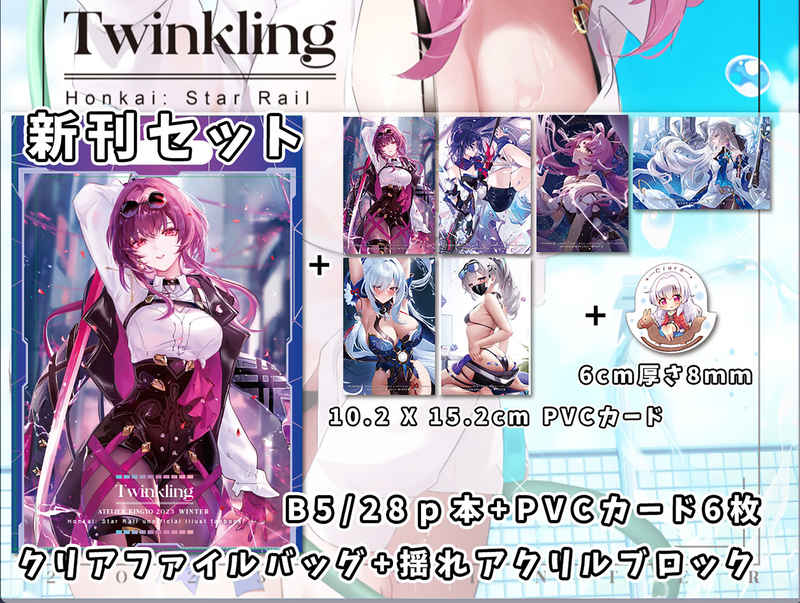 Twinkling
Honkai: Star Rail
新刊セット
+
Clara
+
6cm厚さ8mm
10.2 X 15.2cm PVCカード
Twinkling
ATELIER KINGYO 2023 WINTER
Honkai: Star Rail unofficial illust fanbook
B5/28p本+PVCカード6枚
クリアファイルバッグ+揺れアクリルブロック